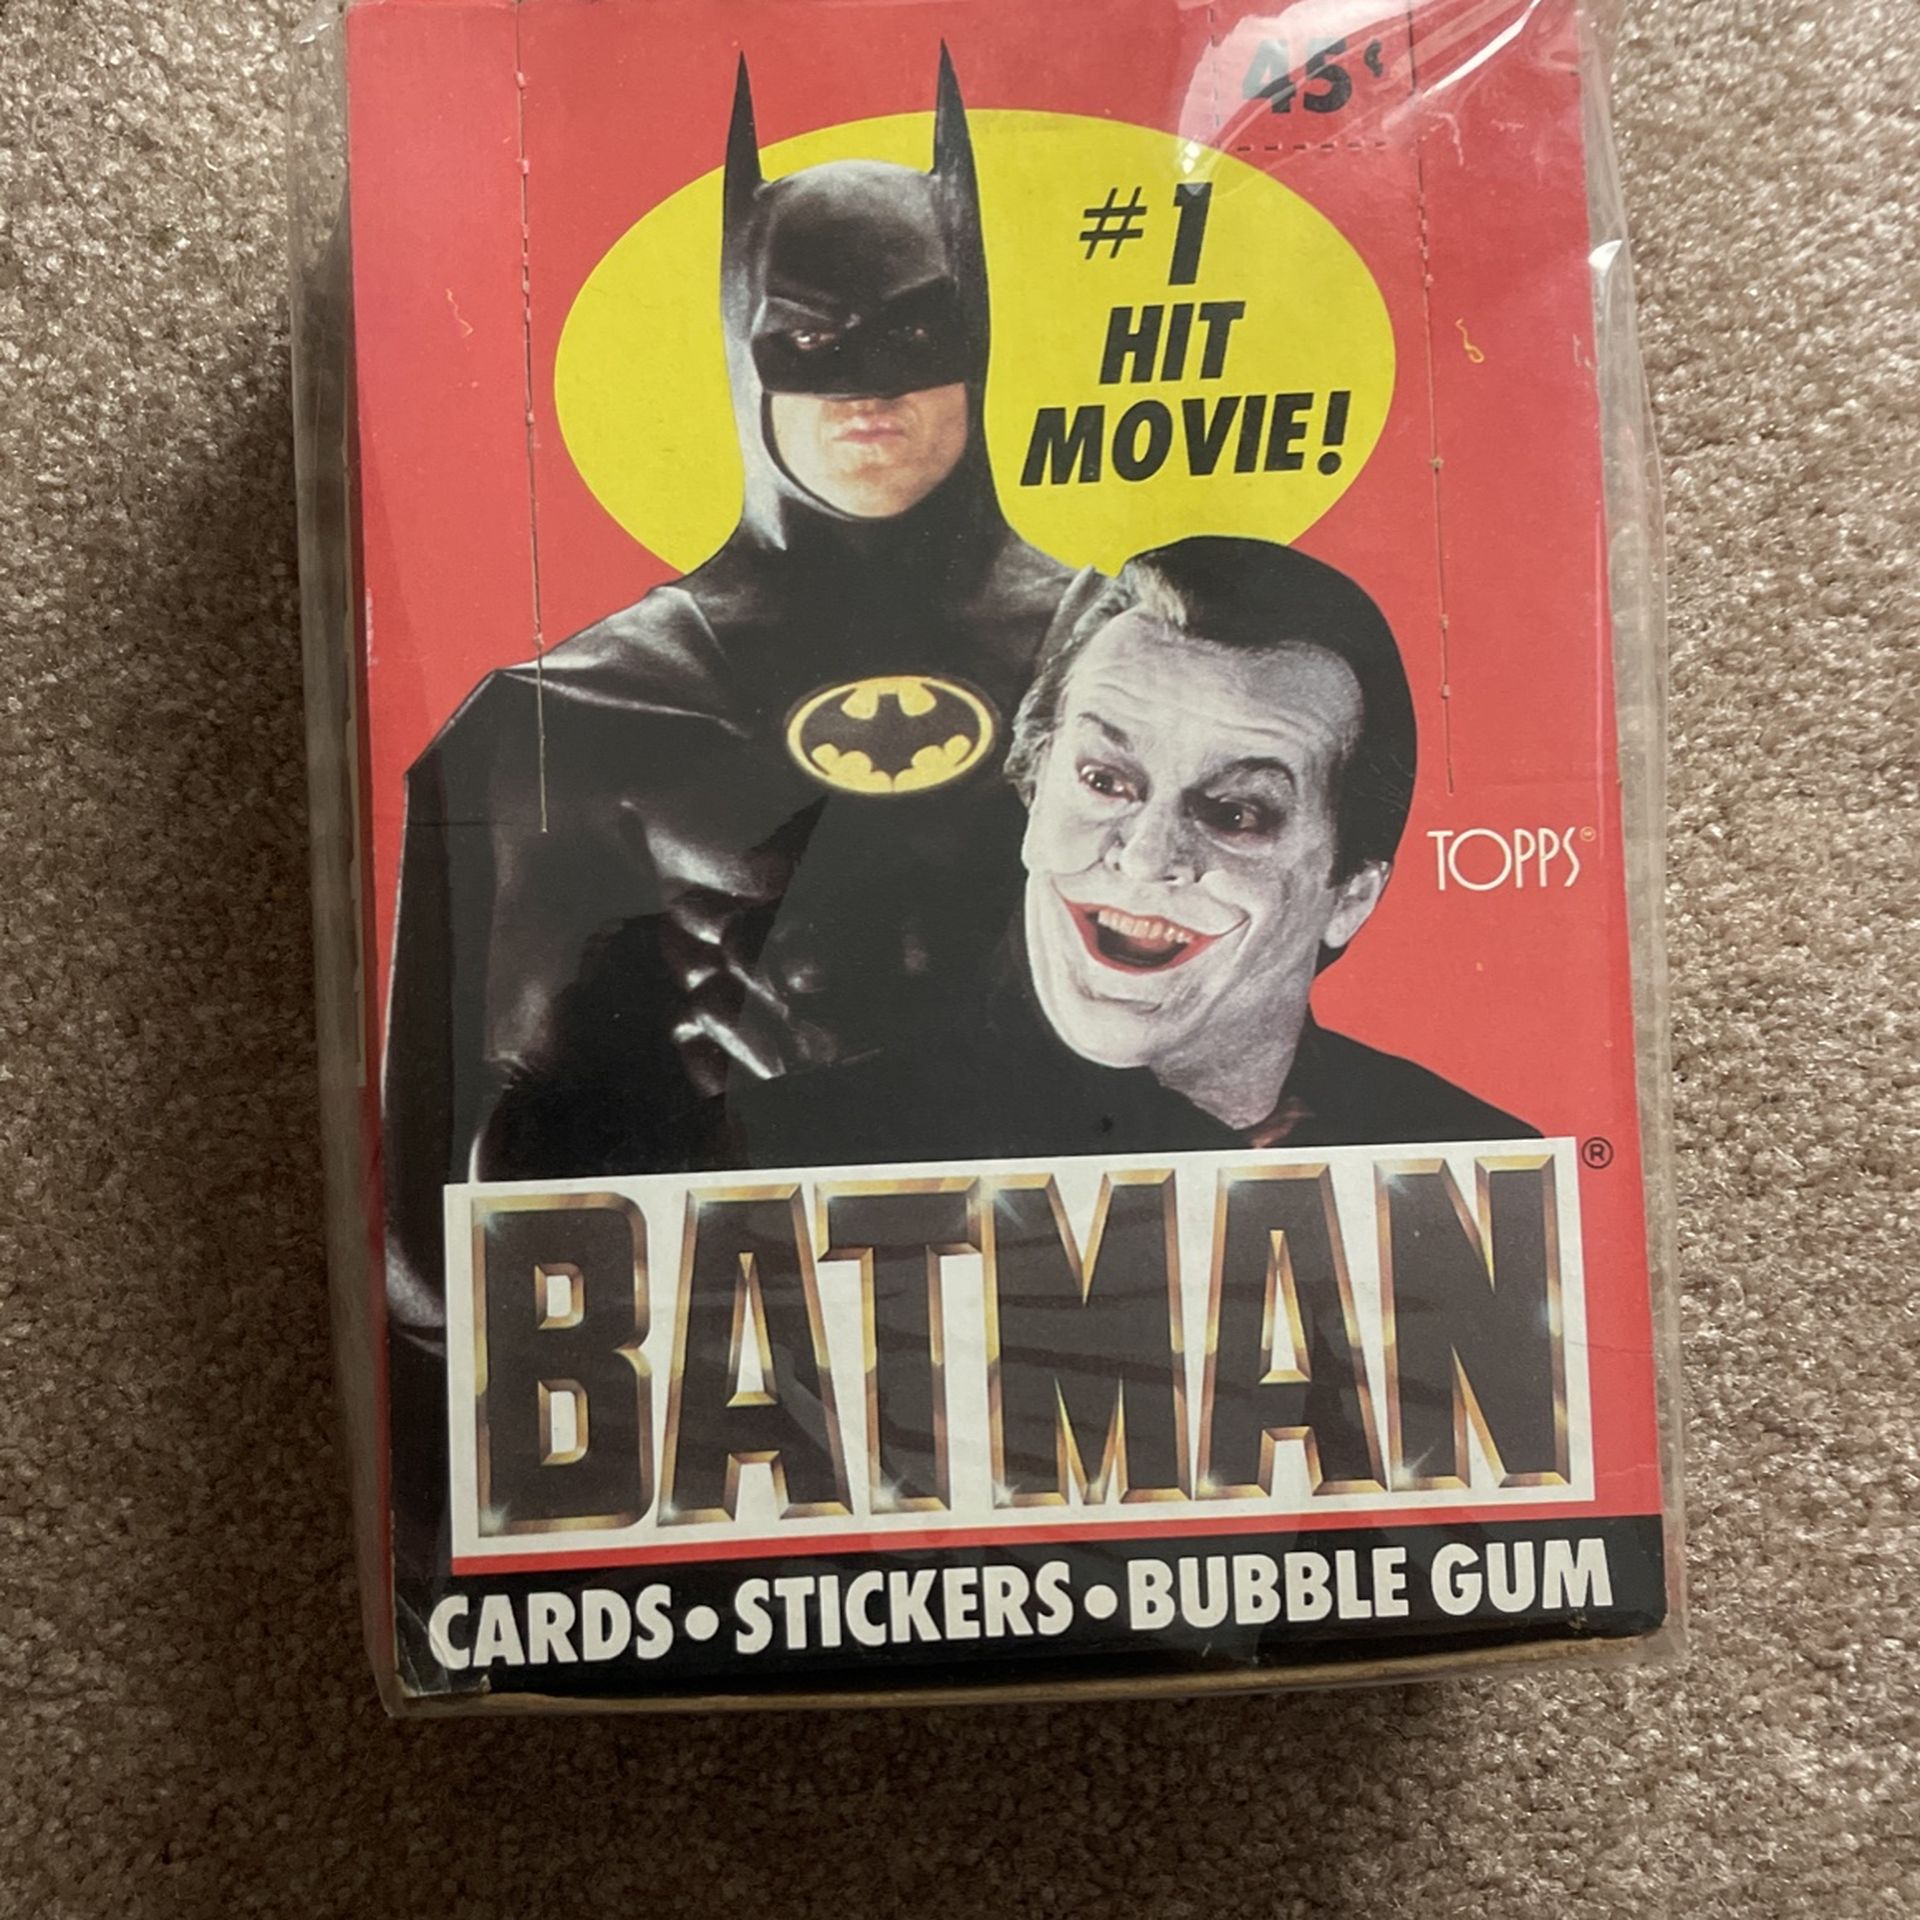 45¢
#1
HIT
MOVIE!
TOPPS
BATMAN®
CARDS•STICKERS•BUBBLE GUM